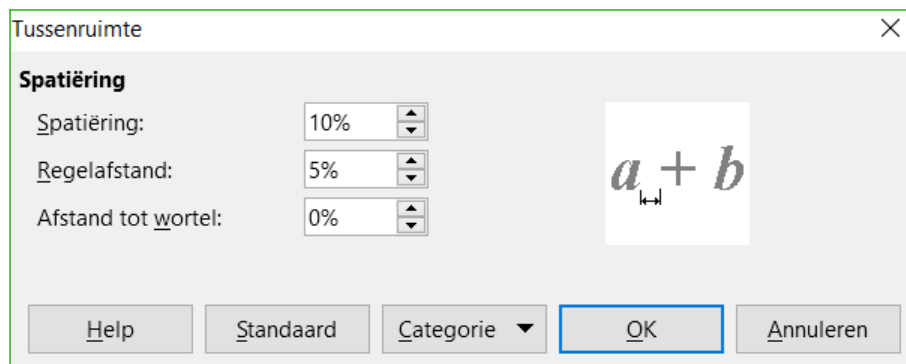 Tussenruimte
Spatiëring
Spatiëring: 10%
Regelafstand: 5%
Afstand tot wortel: 0%
a + b
Help Standaard Categorie OK Annuleren